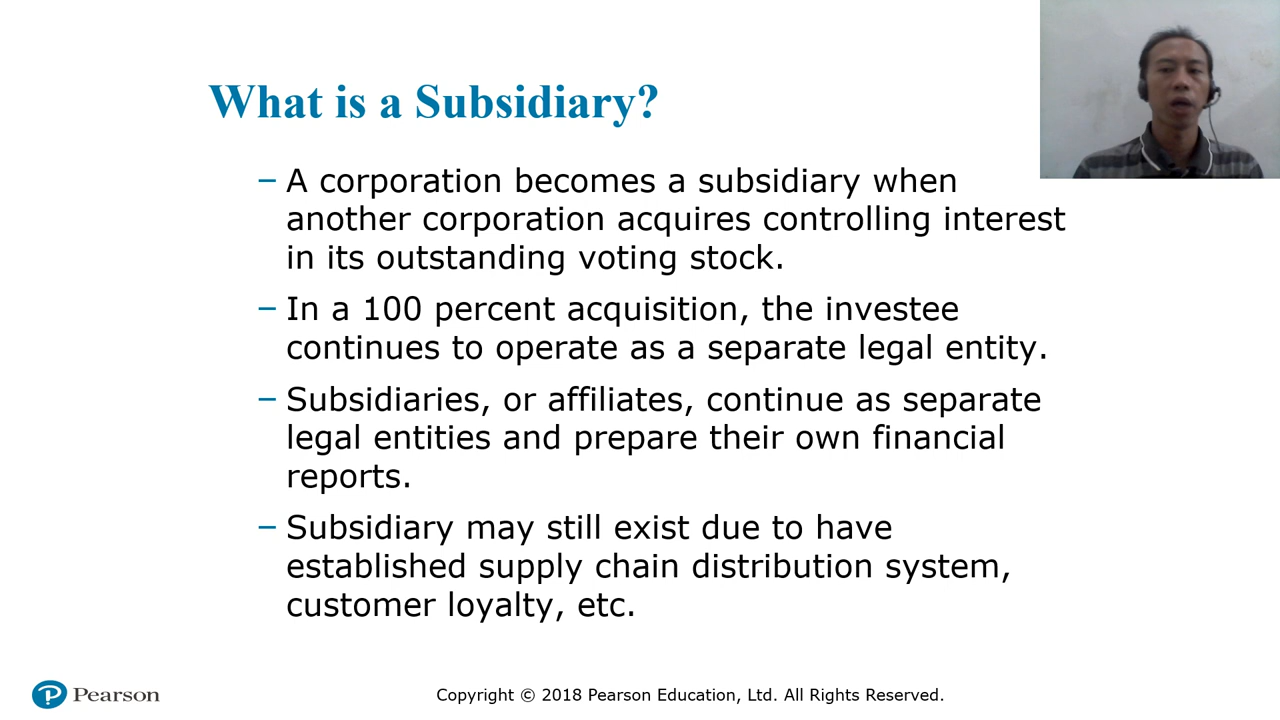 What is a Subsidiary?
– A corporation becomes a subsidiary when
another corporation acquires controlling interest
in its outstanding voting stock.
– In a 100 percent acquisition, the investee
continues to operate as a separate legal entity.
– Subsidiaries, or affiliates, continue as separate
legal entities and prepare their own financial
reports.
– Subsidiary may still exist due to have
established supply chain distribution system,
customer loyalty, etc.
P Pearson
Copyright © 2018 Pearson Education, Ltd. All Rights Reserved.